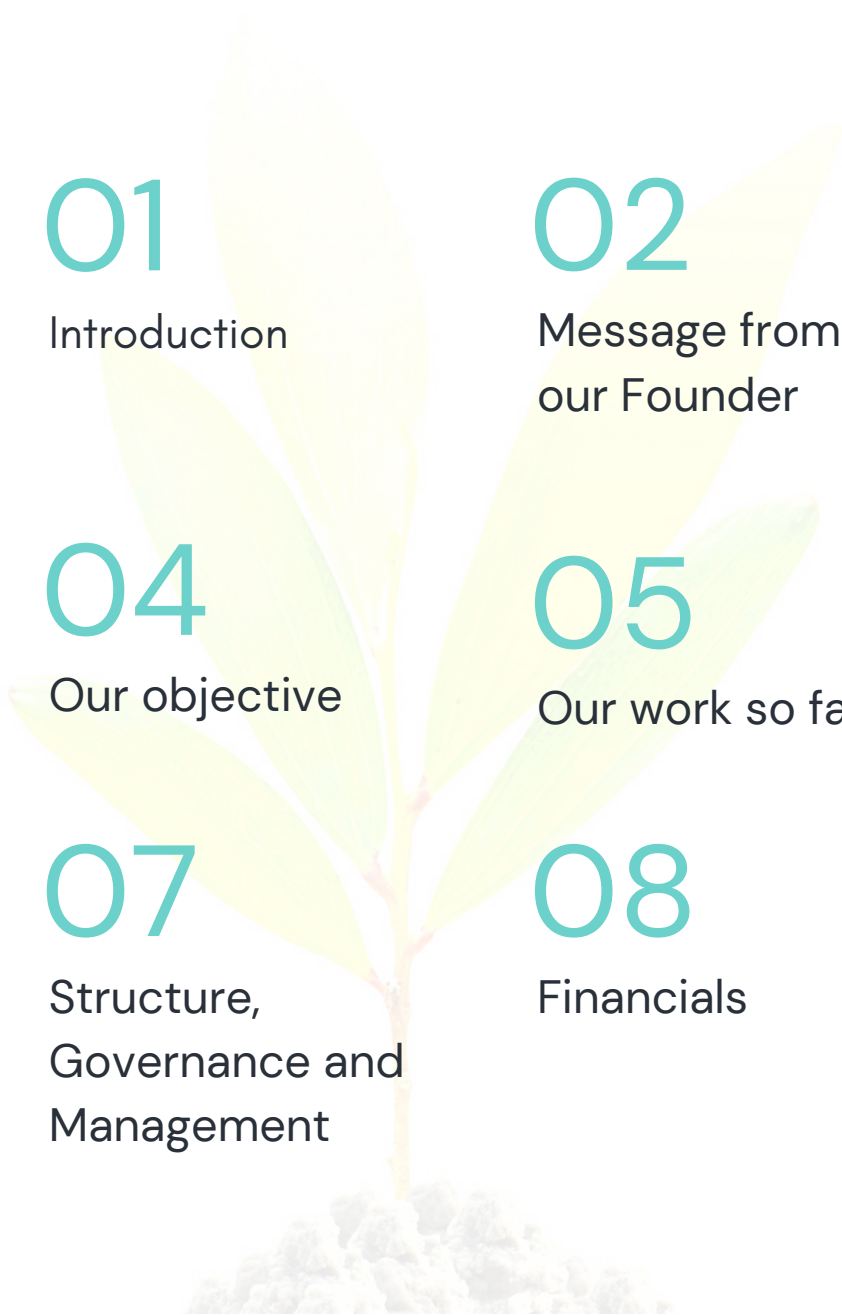 01
Introduction
02
Message from
our Founder
04
Our objective
05
Our work so
07
Structure,
Governance and
Management
08
Financials